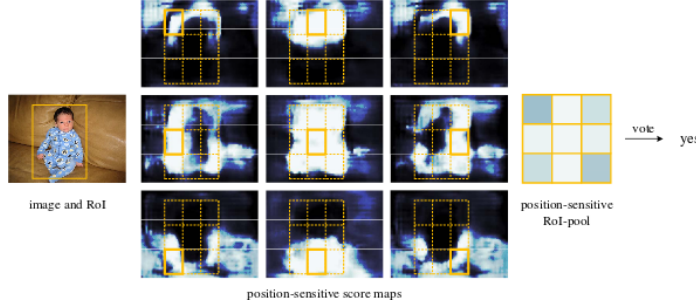 image and RoI
position-sensitive score maps
position-sensitive
RoI-pool
vote
yes